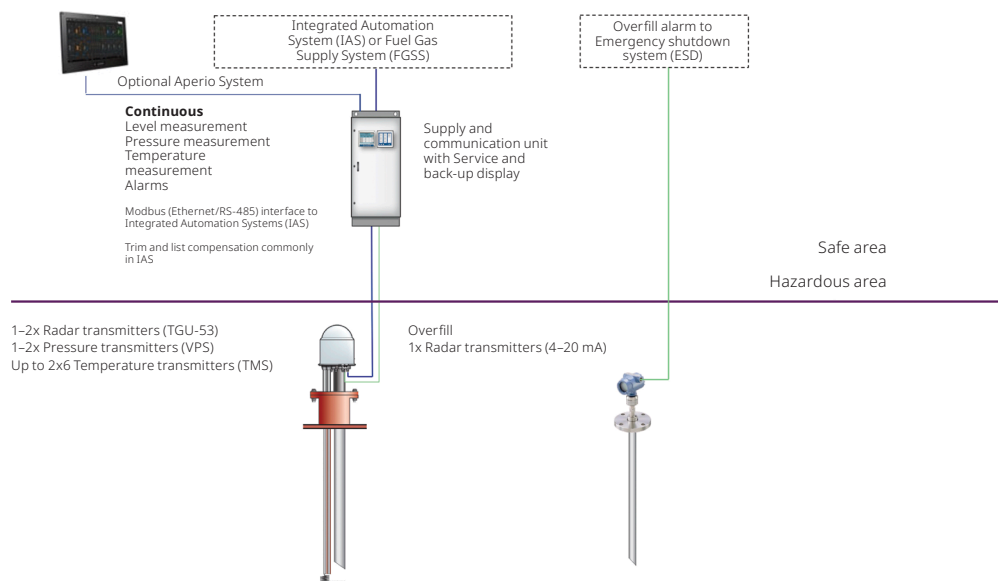 Integrated Automation
System (IAS) or Fuel Gas
Supply System (FGSS)
Overfill alarm to
Emergency shutdown
system (ESD)
Optional Aperio System
Continuous
Level measurement
Pressure measurement
Temperature
measurement
Alarms
Modbus (Ethernet/RS-485) interface to
Integrated Automation Systems (IAS)
Trim and list compensation commonly
in IAS
Supply and
communication unit
with Service and
back-up display
Safe area
Hazardous area
1–2x Radar transmitters (TGU-53)
1–2x Pressure transmitters (VPS)
Up to 2x6 Temperature transmitters (TMS)
Overfill
1x Radar transmitters (4–20 mA)